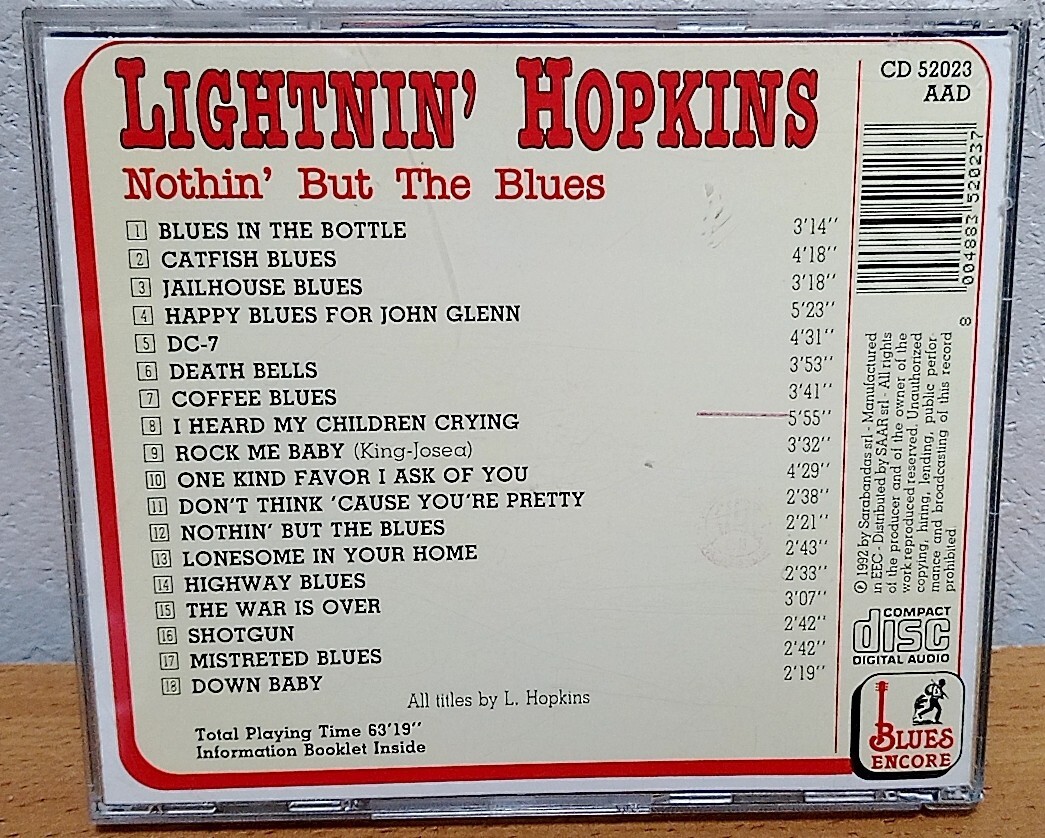 LIGHTNIN' HOPKINS
Nothin' But The Blues
1 BLUES IN THE BOTTLE 3'14''
2 CATFISH BLUES 4'18''
3 JAILHOUSE BLUES 3'18''
4 HAPPY BLUES FOR JOHN GLENN 5'23''
5 DC-7 4'31''
6 DEATH BELLS 3'53''
7 COFFEE BLUES 3'41''
8 I HEARD MY CHILDREN CRYING 5'55''
9 ROCK ME BABY (King-Josea) 3'32''
10 ONE KIND FAVOR I ASK OF YOU 4'29''
11 DON'T THINK 'CAUSE YOU'RE PRETTY 2'38''
12 NOTHIN' BUT THE BLUES 2'21''
13 LONESOME IN YOUR HOME 2'43''
14 HIGHWAY BLUES 2'33''
15 THE WAR IS OVER 3'07''
16 SHOTGUN 2'42''
17 MISTRETED BLUES 2'42''
18 DOWN BABY 2'19''
All titles by L. Hopkins
Total Playing Time 63'19''
Information Booklet Inside
CD 52023
AAD
004883 520237
8
℗ 1992 by Sarabandas srl - Manufactured
in EEC - Distributed by SAAR srl - All rights
of the producer and of the owner of the
work reproduced reserved. Unauthorized
copying, hiring, lending, public perfor-
mance and broadcasting of this record
prohibited.
COMPACT
disc
DIGITAL AUDIO
BLUES
ENCORE